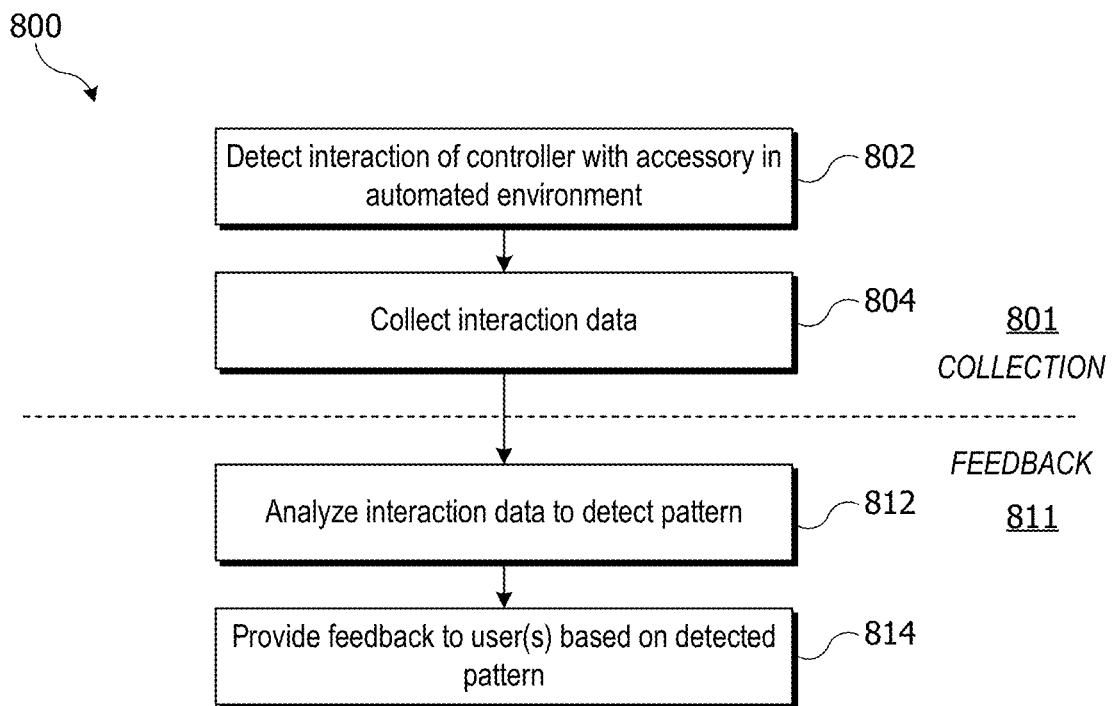 800
Detect interaction of controller with accessory in
automated environment
802
Collect interaction data
804
801
COLLECTION
FEEDBACK
811
Analyze interaction data to detect pattern
812
Provide feedback to user(s) based on detected
pattern
814